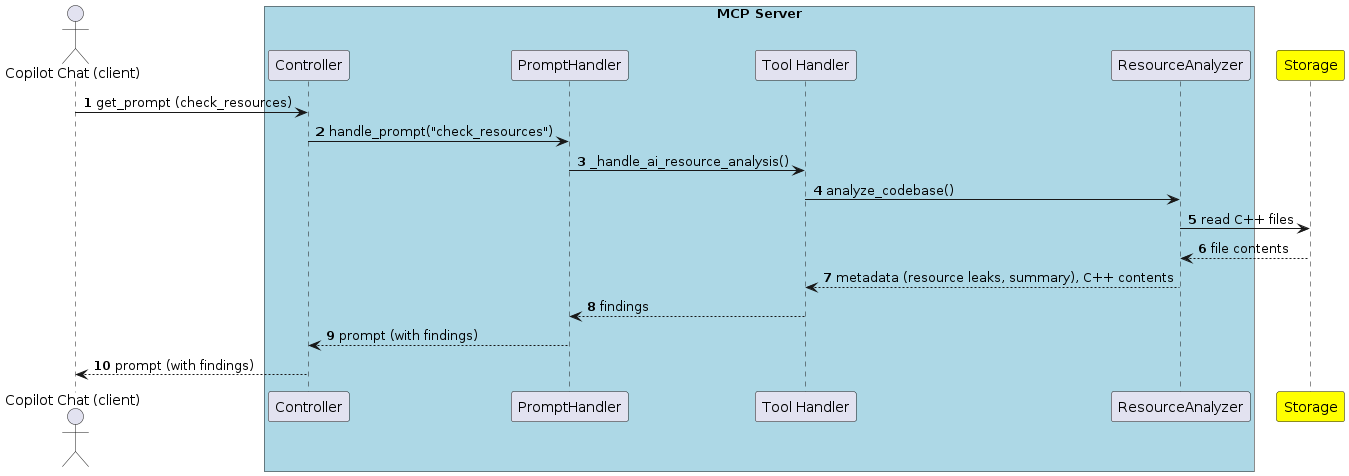 MCP Server
Controller
PromptHandler
Tool Handler
ResourceAnalyzer
Storage
Copilot Chat (client)
1 get_prompt (check_resources)
2 handle_prompt("check_resources")
3 _handle_ai_resource_analysis()
4 analyze_codebase()
5 read C++ files
6 file contents
7 metadata (resource leaks, summary), C++ contents
8 findings
9 prompt (with findings)
10 prompt (with findings)
Copilot Chat (client)
Controller
PromptHandler
Tool Handler
ResourceAnalyzer
Storage